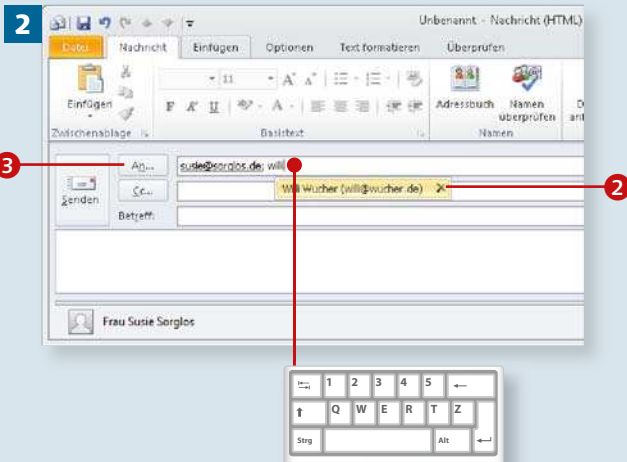 2
Unbenannt - Nachricht (HTML)
Datei Nachricht Einfügen Optionen Text formatieren Überprüfen
11 A A
Einfügen F K U A Adressbuch Namen überprüfen
Zwischenablage Basistext Namen
3 An... susie@sorglos.de; will
Senden Cc... Willi Wucher (willi@wucher.de) 2
Betreff:
Frau Susie Sorglos
1 2 3 4 5
Q W E R T Z
Strg Alt